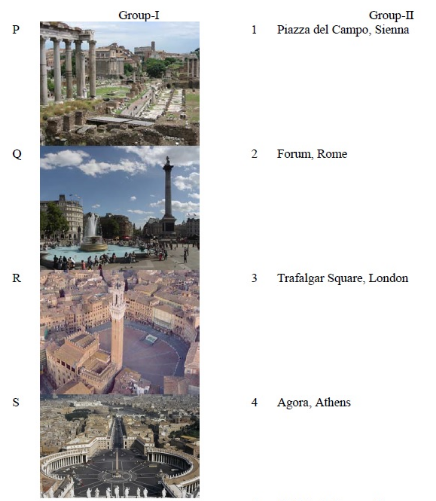 Group-I Group-II
P 1 Piazza del Campo, Sienna
Q 2 Forum, Rome
R 3 Trafalgar Square, London
S 4 Agora, Athens